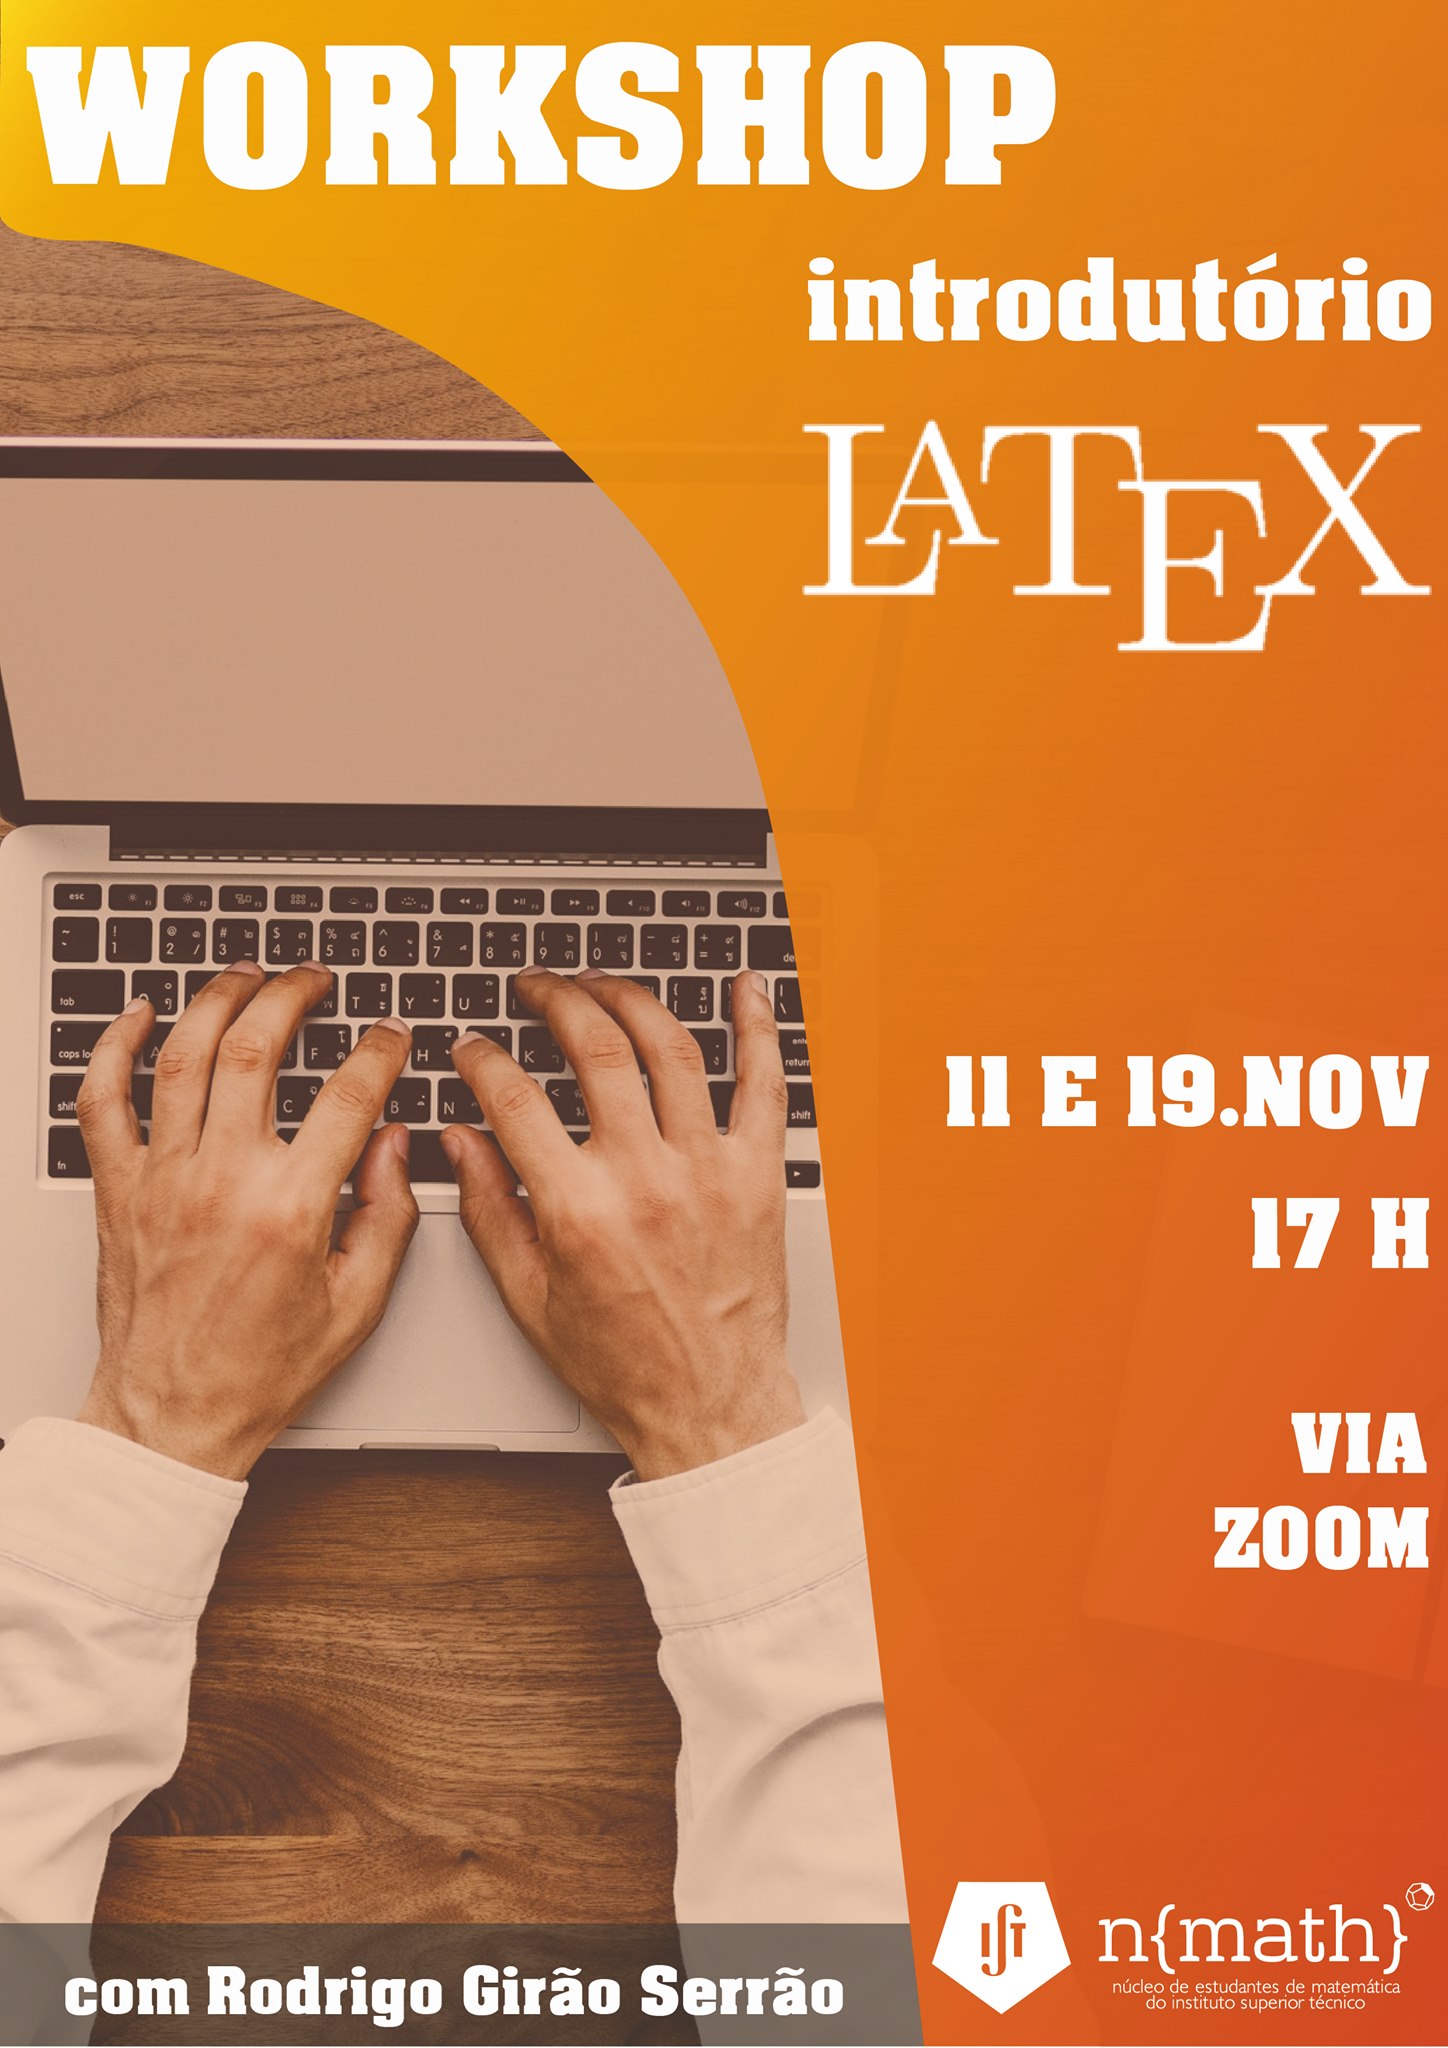 WORKSHOP
introdutório
LATEX
11 E 19.NOV
17 H
VIA
ZOOM
com Rodrigo Girão Serrão
IST
n{math}
núcleo de estudantes de matemática
do instituto superior técnico